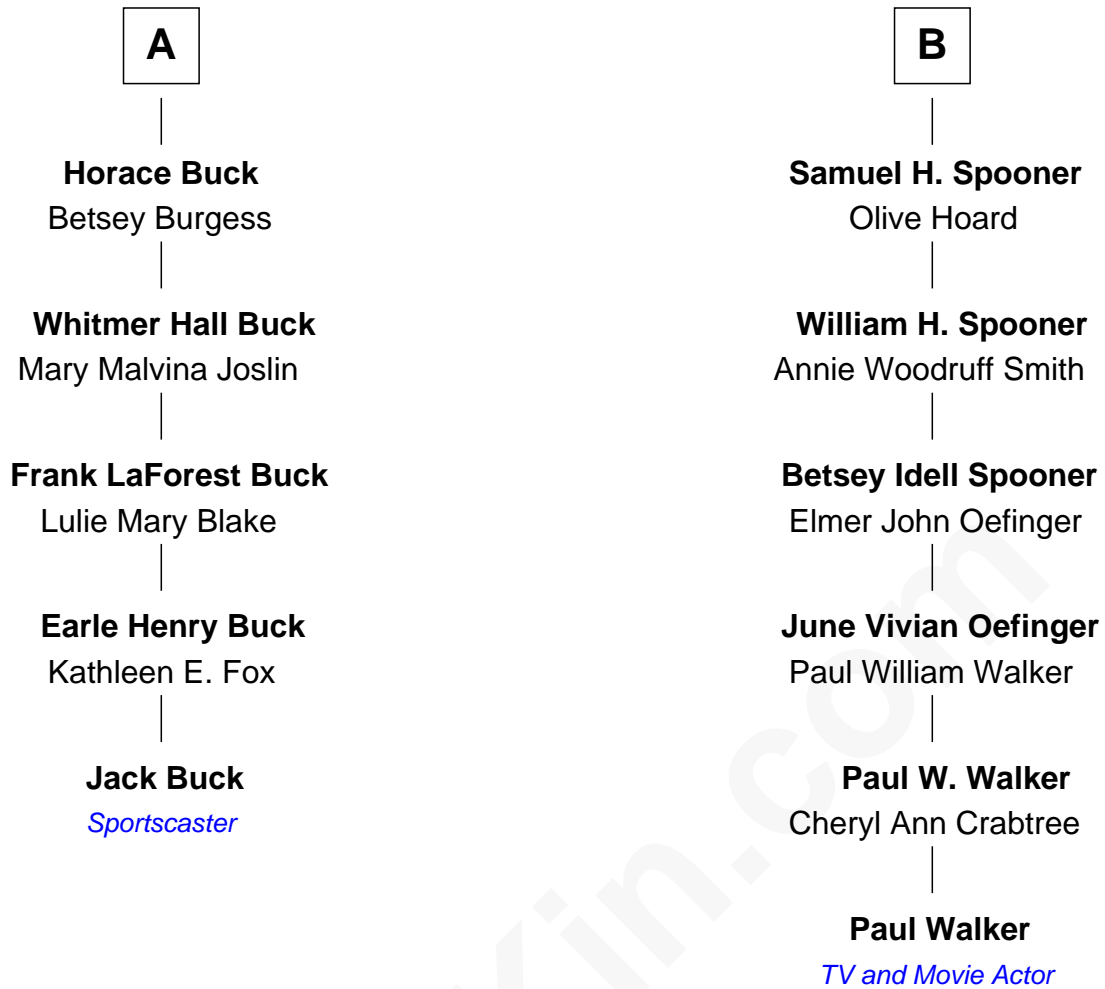 A
Horace Buck
Betsey Burgess
Whitmer Hall Buck
Mary Malvina Joslin
Frank LaForest Buck
Lulie Mary Blake
Earle Henry Buck
Kathleen E. Fox
Jack Buck
Sportscaster
B
Samuel H. Spooner
Olive Hoard
William H. Spooner
Annie Woodruff Smith
Betsey Idell Spooner
Elmer John Oefinger
June Vivian Oefinger
Paul William Walker
Paul W. Walker
Cheryl Ann Crabtree
Paul Walker
TV and Movie Actor
Kin.com